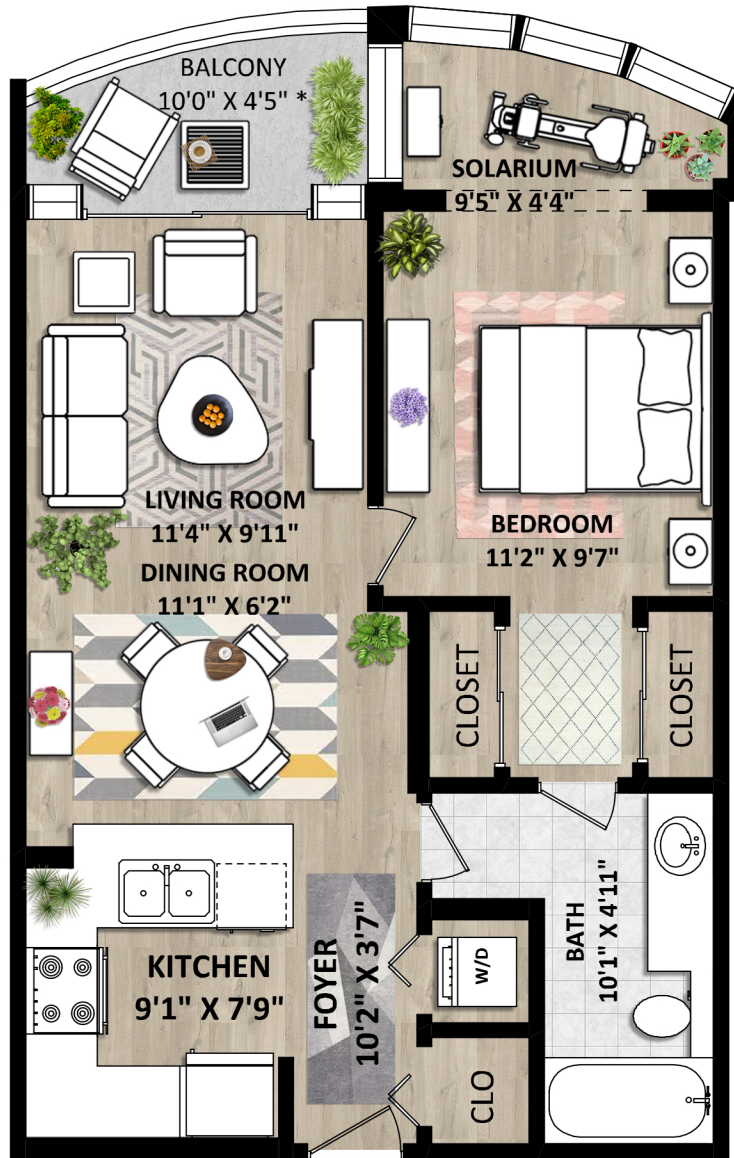 BALCONY
10'0" X 4'5" *
SOLARIUM
9'5" X 4'4"
LIVING ROOM
11'4" X 9'11"
DINING ROOM
11'1" X 6'2"
BEDROOM
11'2" X 9'7"
CLOSET
CLOSET
BATH
10'1" X 4'11"
KITCHEN
9'1" X 7'9"
FOYER
10'2" X 3'7"
W/D
CLO